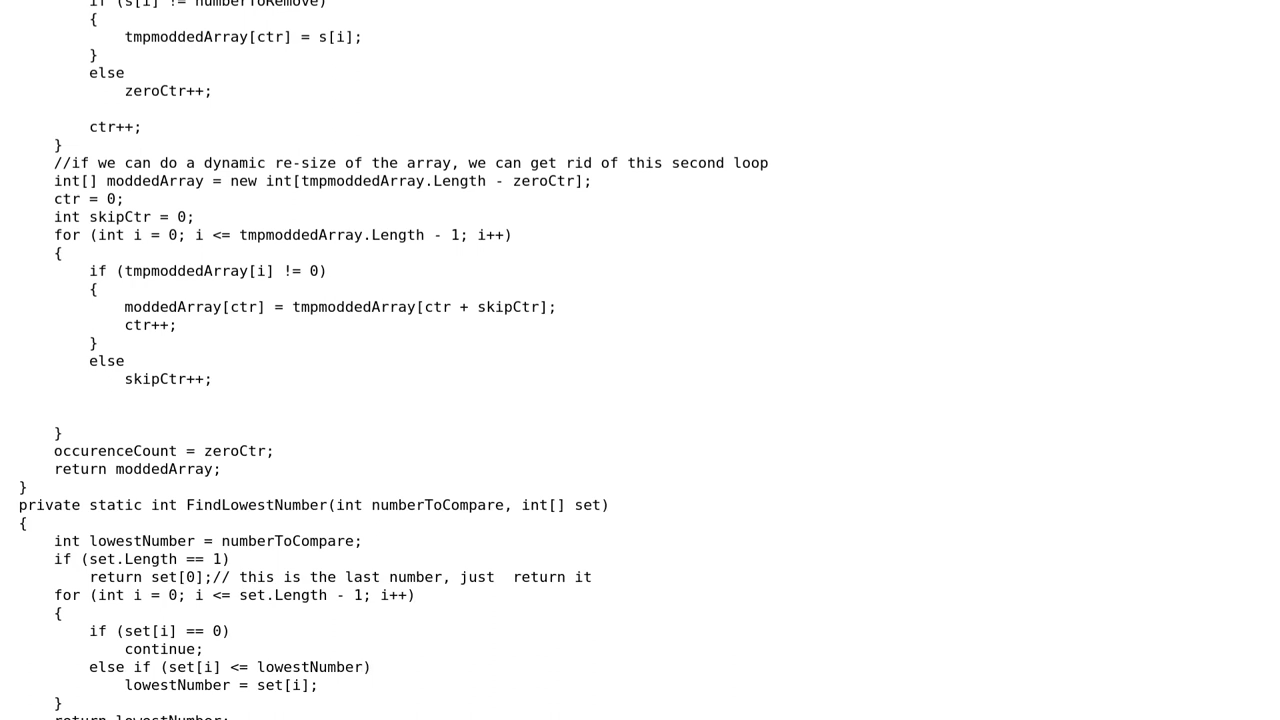 if (s[i] != numberToRemove)
{
tmpmoddedArray[ctr] = s[i];
}
else
zeroCtr++;
ctr++;
}
//if we can do a dynamic re-size of the array, we can get rid of this second loop
int[] moddedArray = new int[tmpmoddedArray.Length - zeroCtr];
ctr = 0;
int skipCtr = 0;
for (int i = 0; i <= tmpmoddedArray.Length - 1; i++)
{
if (tmpmoddedArray[i] != 0)
{
moddedArray[ctr] = tmpmoddedArray[ctr + skipCtr];
ctr++;
}
else
skipCtr++;
}
occurenceCount = zeroCtr;
return moddedArray;
}
private static int FindLowestNumber(int numberToCompare, int[] set)
{
int lowestNumber = numberToCompare;
if (set.Length == 1)
return set[0];// this is the last number, just  return it
for (int i = 0; i <= set.Length - 1; i++)
{
if (set[i] == 0)
continue;
else if (set[i] <= lowestNumber)
lowestNumber = set[i];
}
return lowestNumber;